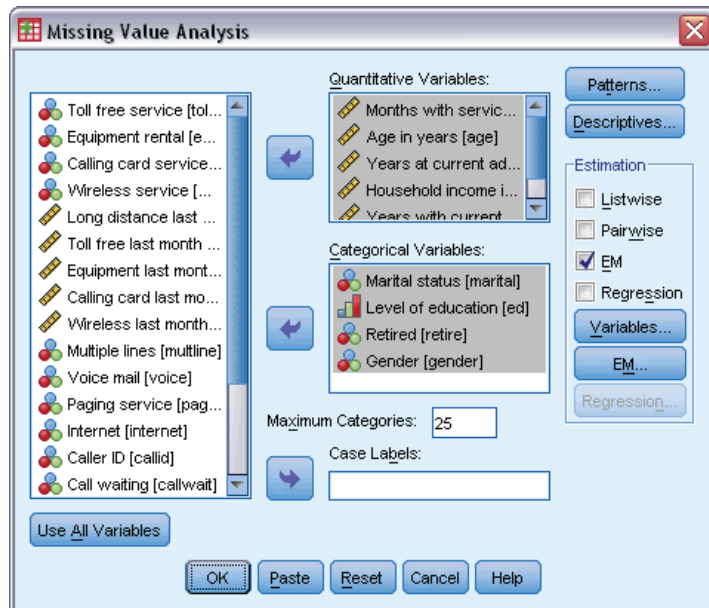 Missing Value Analysis
Toll free service [tol...
Equipment rental [e...
Calling card service...
Wireless service [...
Long distance last ...
Toll free last month ...
Equipment last mont...
Calling card last mo...
Wireless last month...
Multiple lines [multline]
Voice mail [voice]
Paging service [pag...
Internet [internet]
Caller ID [callid]
Call waiting [callwait]
Use All Variables
Quantitative Variables:
Months with servic...
Age in years [age]
Years at current ad...
Household income i...
Years with current
Categorical Variables:
Marital status [marital]
Level of education [ed]
Retired [retire]
Gender [gender]
Maximum Categories: 25
Case Labels:
Patterns...
Descriptives...
Estimation
Listwise
Pairwise
EM
Regression
Variables...
EM...
Regression...
OK Paste Reset Cancel Help